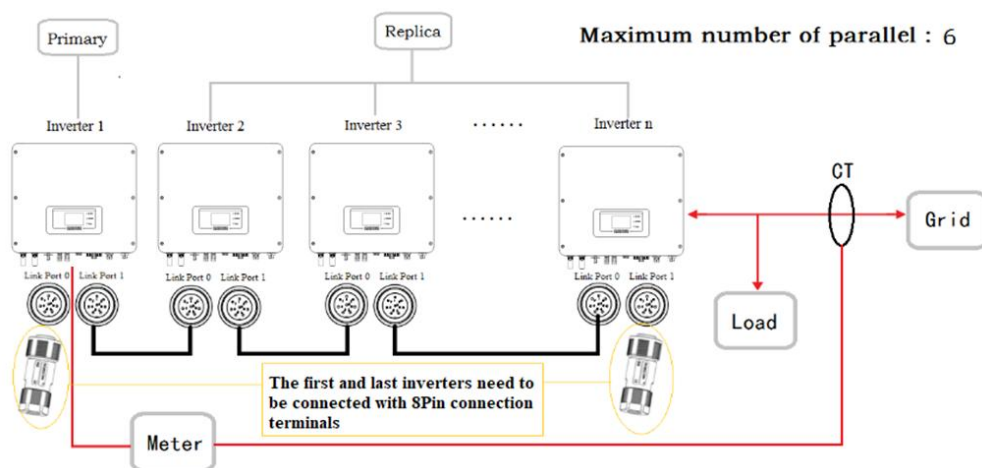 Primary
Replica
Maximum number of parallel : 6
Inverter 1
Inverter 2
Inverter 3
......
Inverter n
......
CT
Grid
Link Port 0
Link Port 1
Link Port 0
Link Port 1
Link Port 0
Link Port 1
Link Port 0
Link Port 1
Load
The first and last inverters need to
be connected with 8Pin connection
terminals
Meter